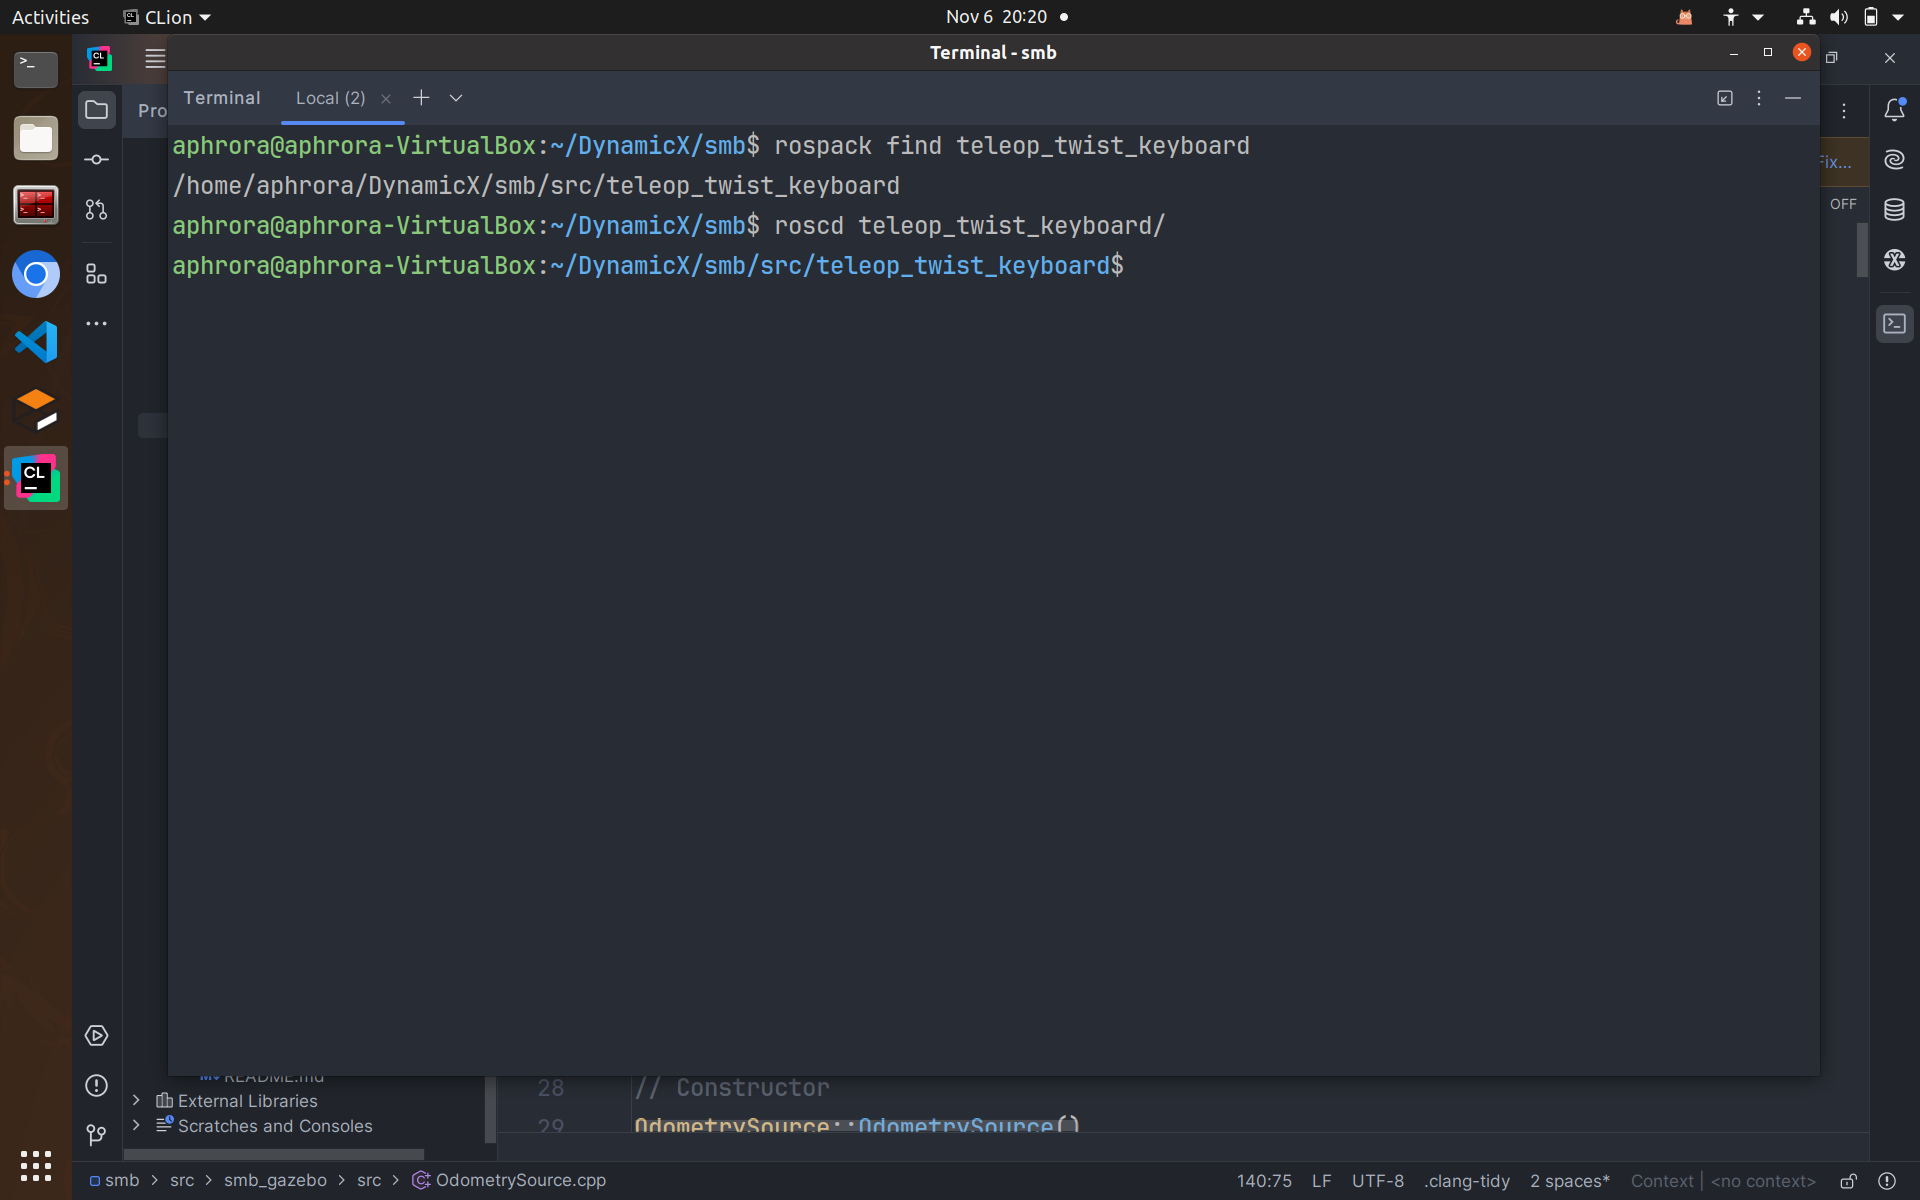 Activities CLion Nov 6 20:20
Terminal - smb
Pro Terminal Local (2)
aphrora@aphrora-VirtualBox:~/DynamicX/smb$ rospack find teleop_twist_keyboard
/home/aphrora/DynamicX/smb/src/teleop_twist_keyboard
aphrora@aphrora-VirtualBox:~/DynamicX/smb$ roscd teleop_twist_keyboard/
aphrora@aphrora-VirtualBox:~/DynamicX/smb/src/teleop_twist_keyboard$
Fix...
OFF
CL
README.md
External Libraries
Scratches and Consoles
28 // Constructor
29 OdometrySource::OdometrySource()
smb > src > smb_gazebo > src > OdometrySource.cpp 140:75 LF UTF-8 .clang-tidy 2 spaces* Context <no context>